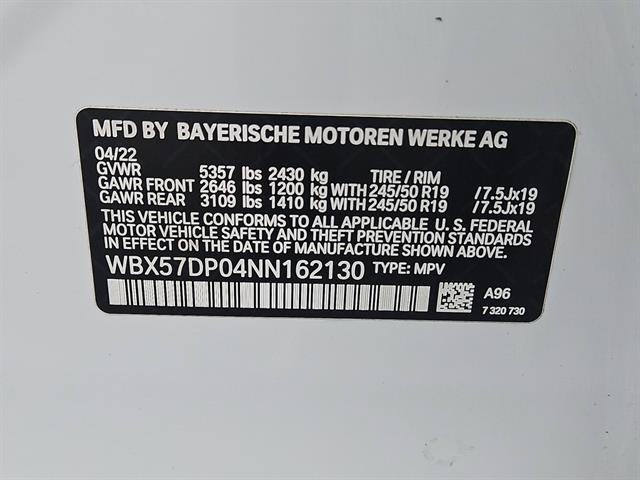 MFD BY BAYERISCHE MOTOREN WERKE AG
04/22
GVWR 5357 lbs 2430 kg TIRE / RIM
GAWR FRONT 2646 lbs 1200 kg WITH 245/50 R19 /7.5Jx19
GAWR REAR 3109 lbs 1410 kg WITH 245/50 R19 /7.5Jx19
THIS VEHICLE CONFORMS TO ALL APPLICABLE U. S. FEDERAL
MOTOR VEHICLE SAFETY AND THEFT PREVENTION STANDARDS
IN EFFECT ON THE DATE OF MANUFACTURE SHOWN ABOVE.
WBX57DP04NN162130 TYPE: MPV
A96
7 320 730